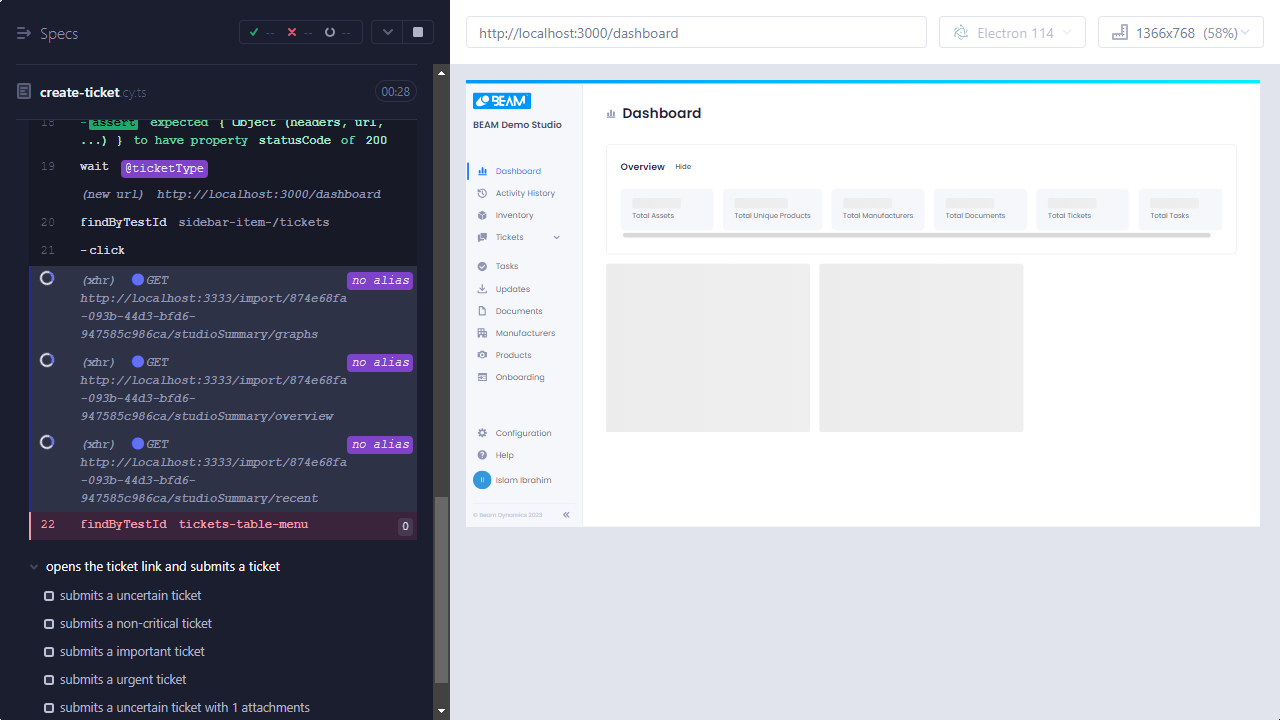 Specs
-- -- --
create-ticket.cy.ts
00:28
18 -assert expected { Object (headers, url, ...) } to have property statusCode of 200
19 wait @ticketType
(new url) http://localhost:3000/dashboard
20 findByTestId sidebar-item-/tickets
21 -click
(xhr) GET no alias
http://localhost:3333/import/874e68fa
-093b-44d3-bfd6-
947585c986ca/studioSummary/graphs
(xhr) GET no alias
http://localhost:3333/import/874e68fa
-093b-44d3-bfd6-
947585c986ca/studioSummary/overview
(xhr) GET no alias
http://localhost:3333/import/874e68fa
-093b-44d3-bfd6-
947585c986ca/studioSummary/recent
22 findByTestId tickets-table-menu 0
opens the ticket link and submits a ticket
submits a uncertain ticket
submits a non-critical ticket
submits a important ticket
submits a urgent ticket
submits a uncertain ticket with 1 attachments
http://localhost:3000/dashboard
Electron 114
1366x768 (58%)
BEAM
BEAM Demo Studio
Dashboard
Activity History
Inventory
Tickets
Tasks
Updates
Documents
Manufacturers
Products
Onboarding
Configuration
Help
II Islam Ibrahim
© Beam Dynamics 2023
Dashboard
Overview Hide
Total Assets
Total Unique Products
Total Manufacturers
Total Documents
Total Tickets
Total Tasks